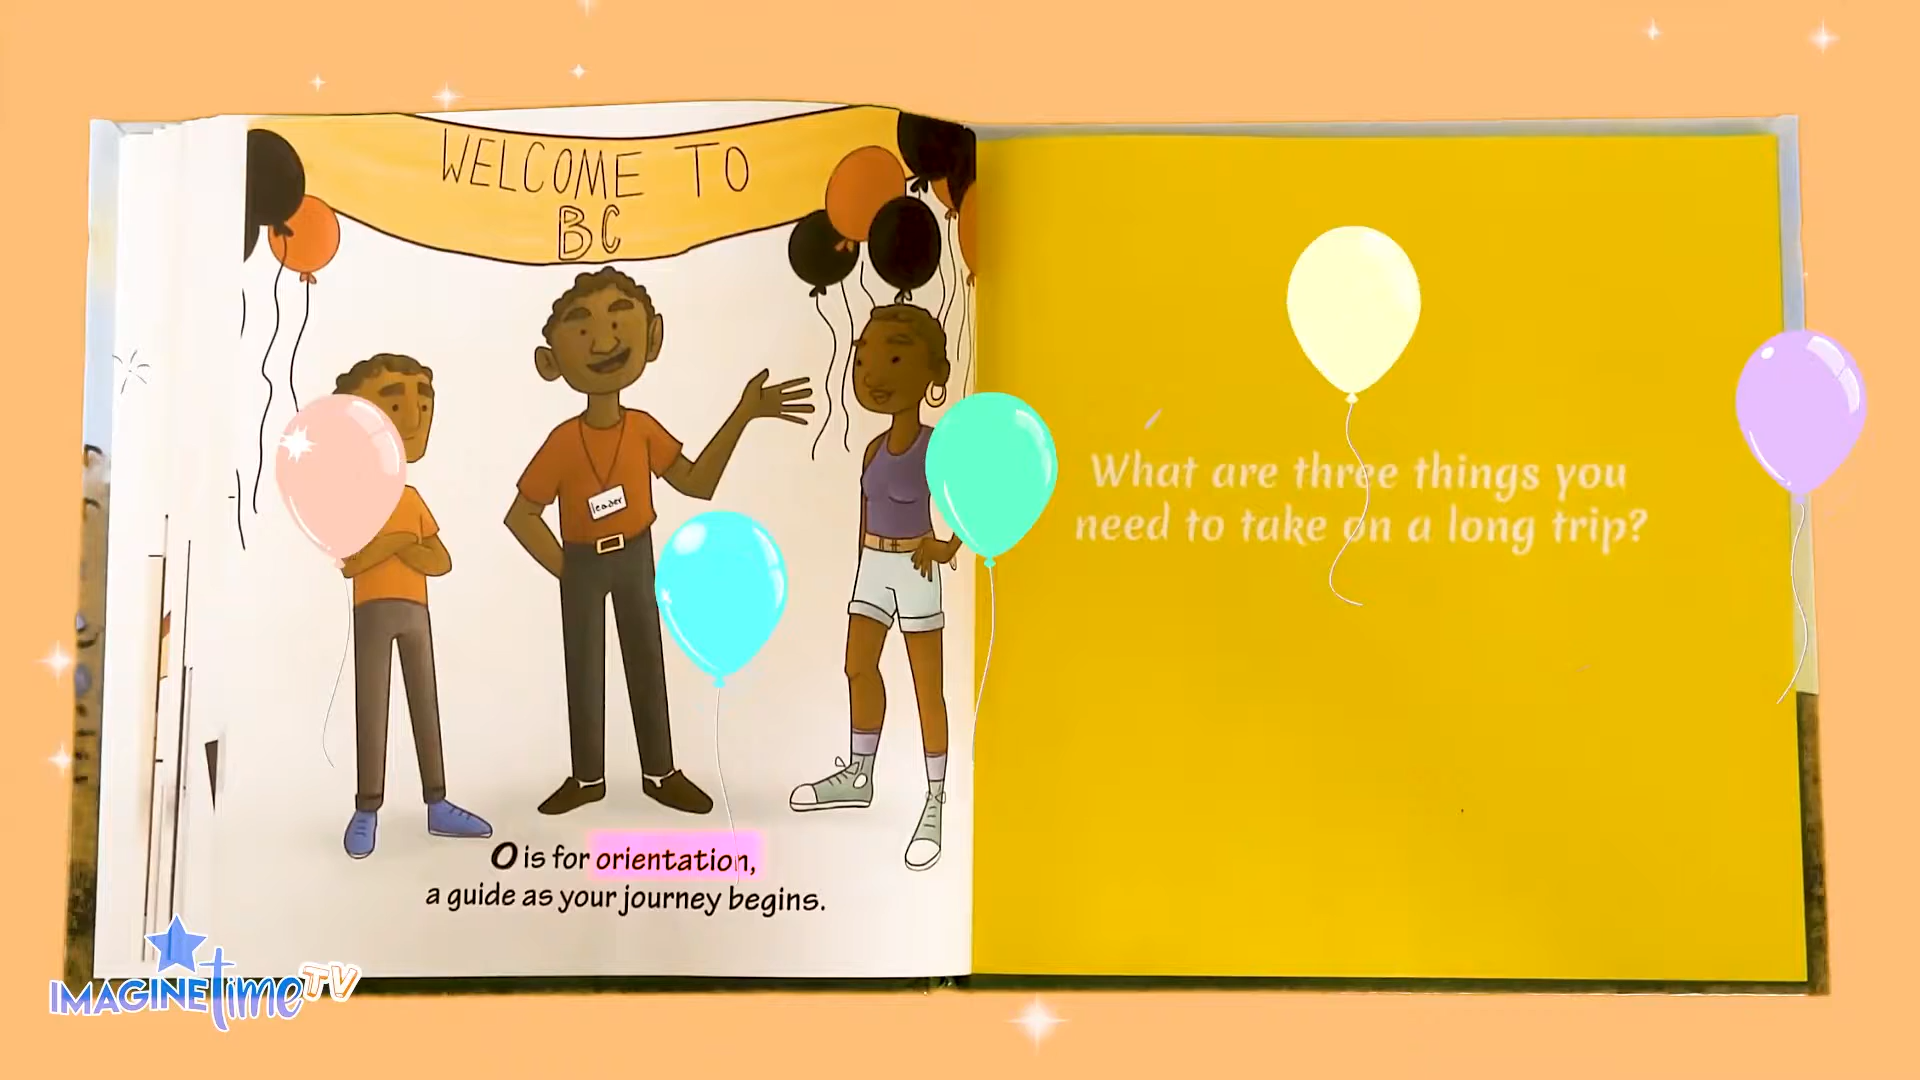 WELCOME TO
BC
leader
O is for orientation,
a guide as your journey begins.
What are three things you
need to take on a long trip?
IMAGINEtimeTV